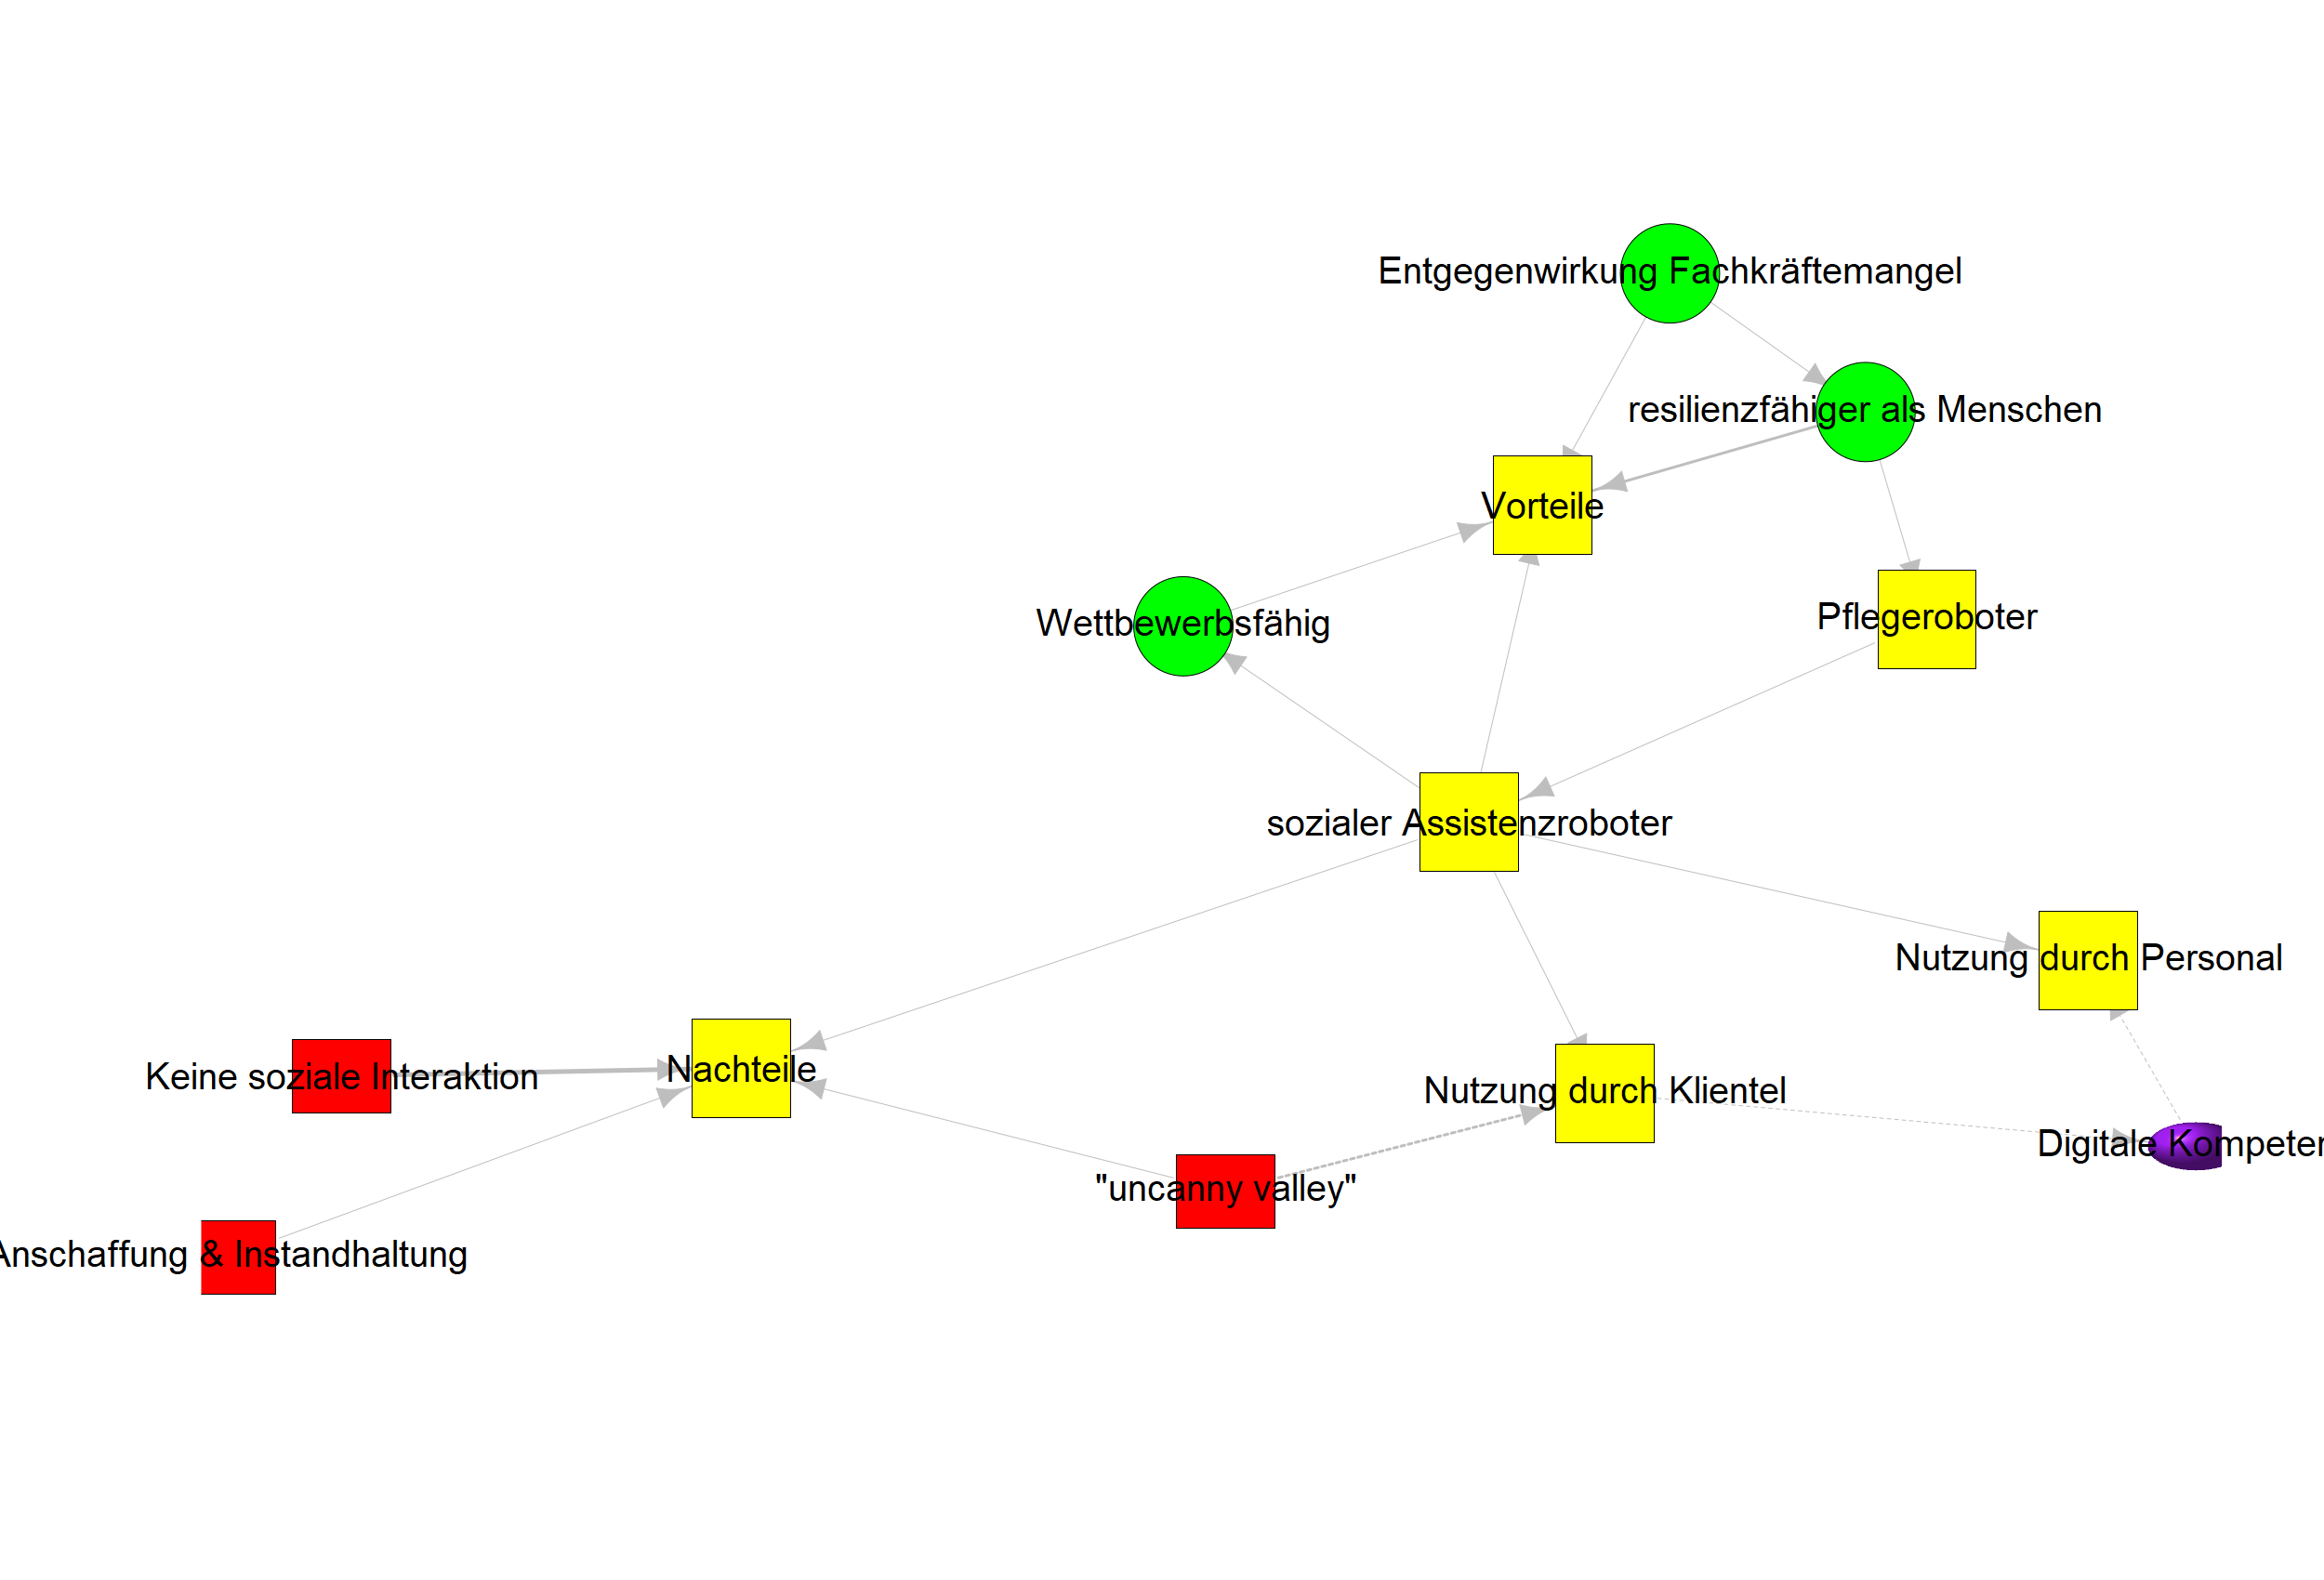 Entgegenwirkung Fachkräftemangel
resilienzfähiger als Menschen
Vorteile
Wettbewerbsfähig
Pflegeroboter
sozialer Assistenzroboter
Nutzung durch Personal
Nachteile
Keine soziale Interaktion
Nutzung durch Klientel
Digitale Kompeten
"uncanny valley"
Anschaffung & Instandhaltung